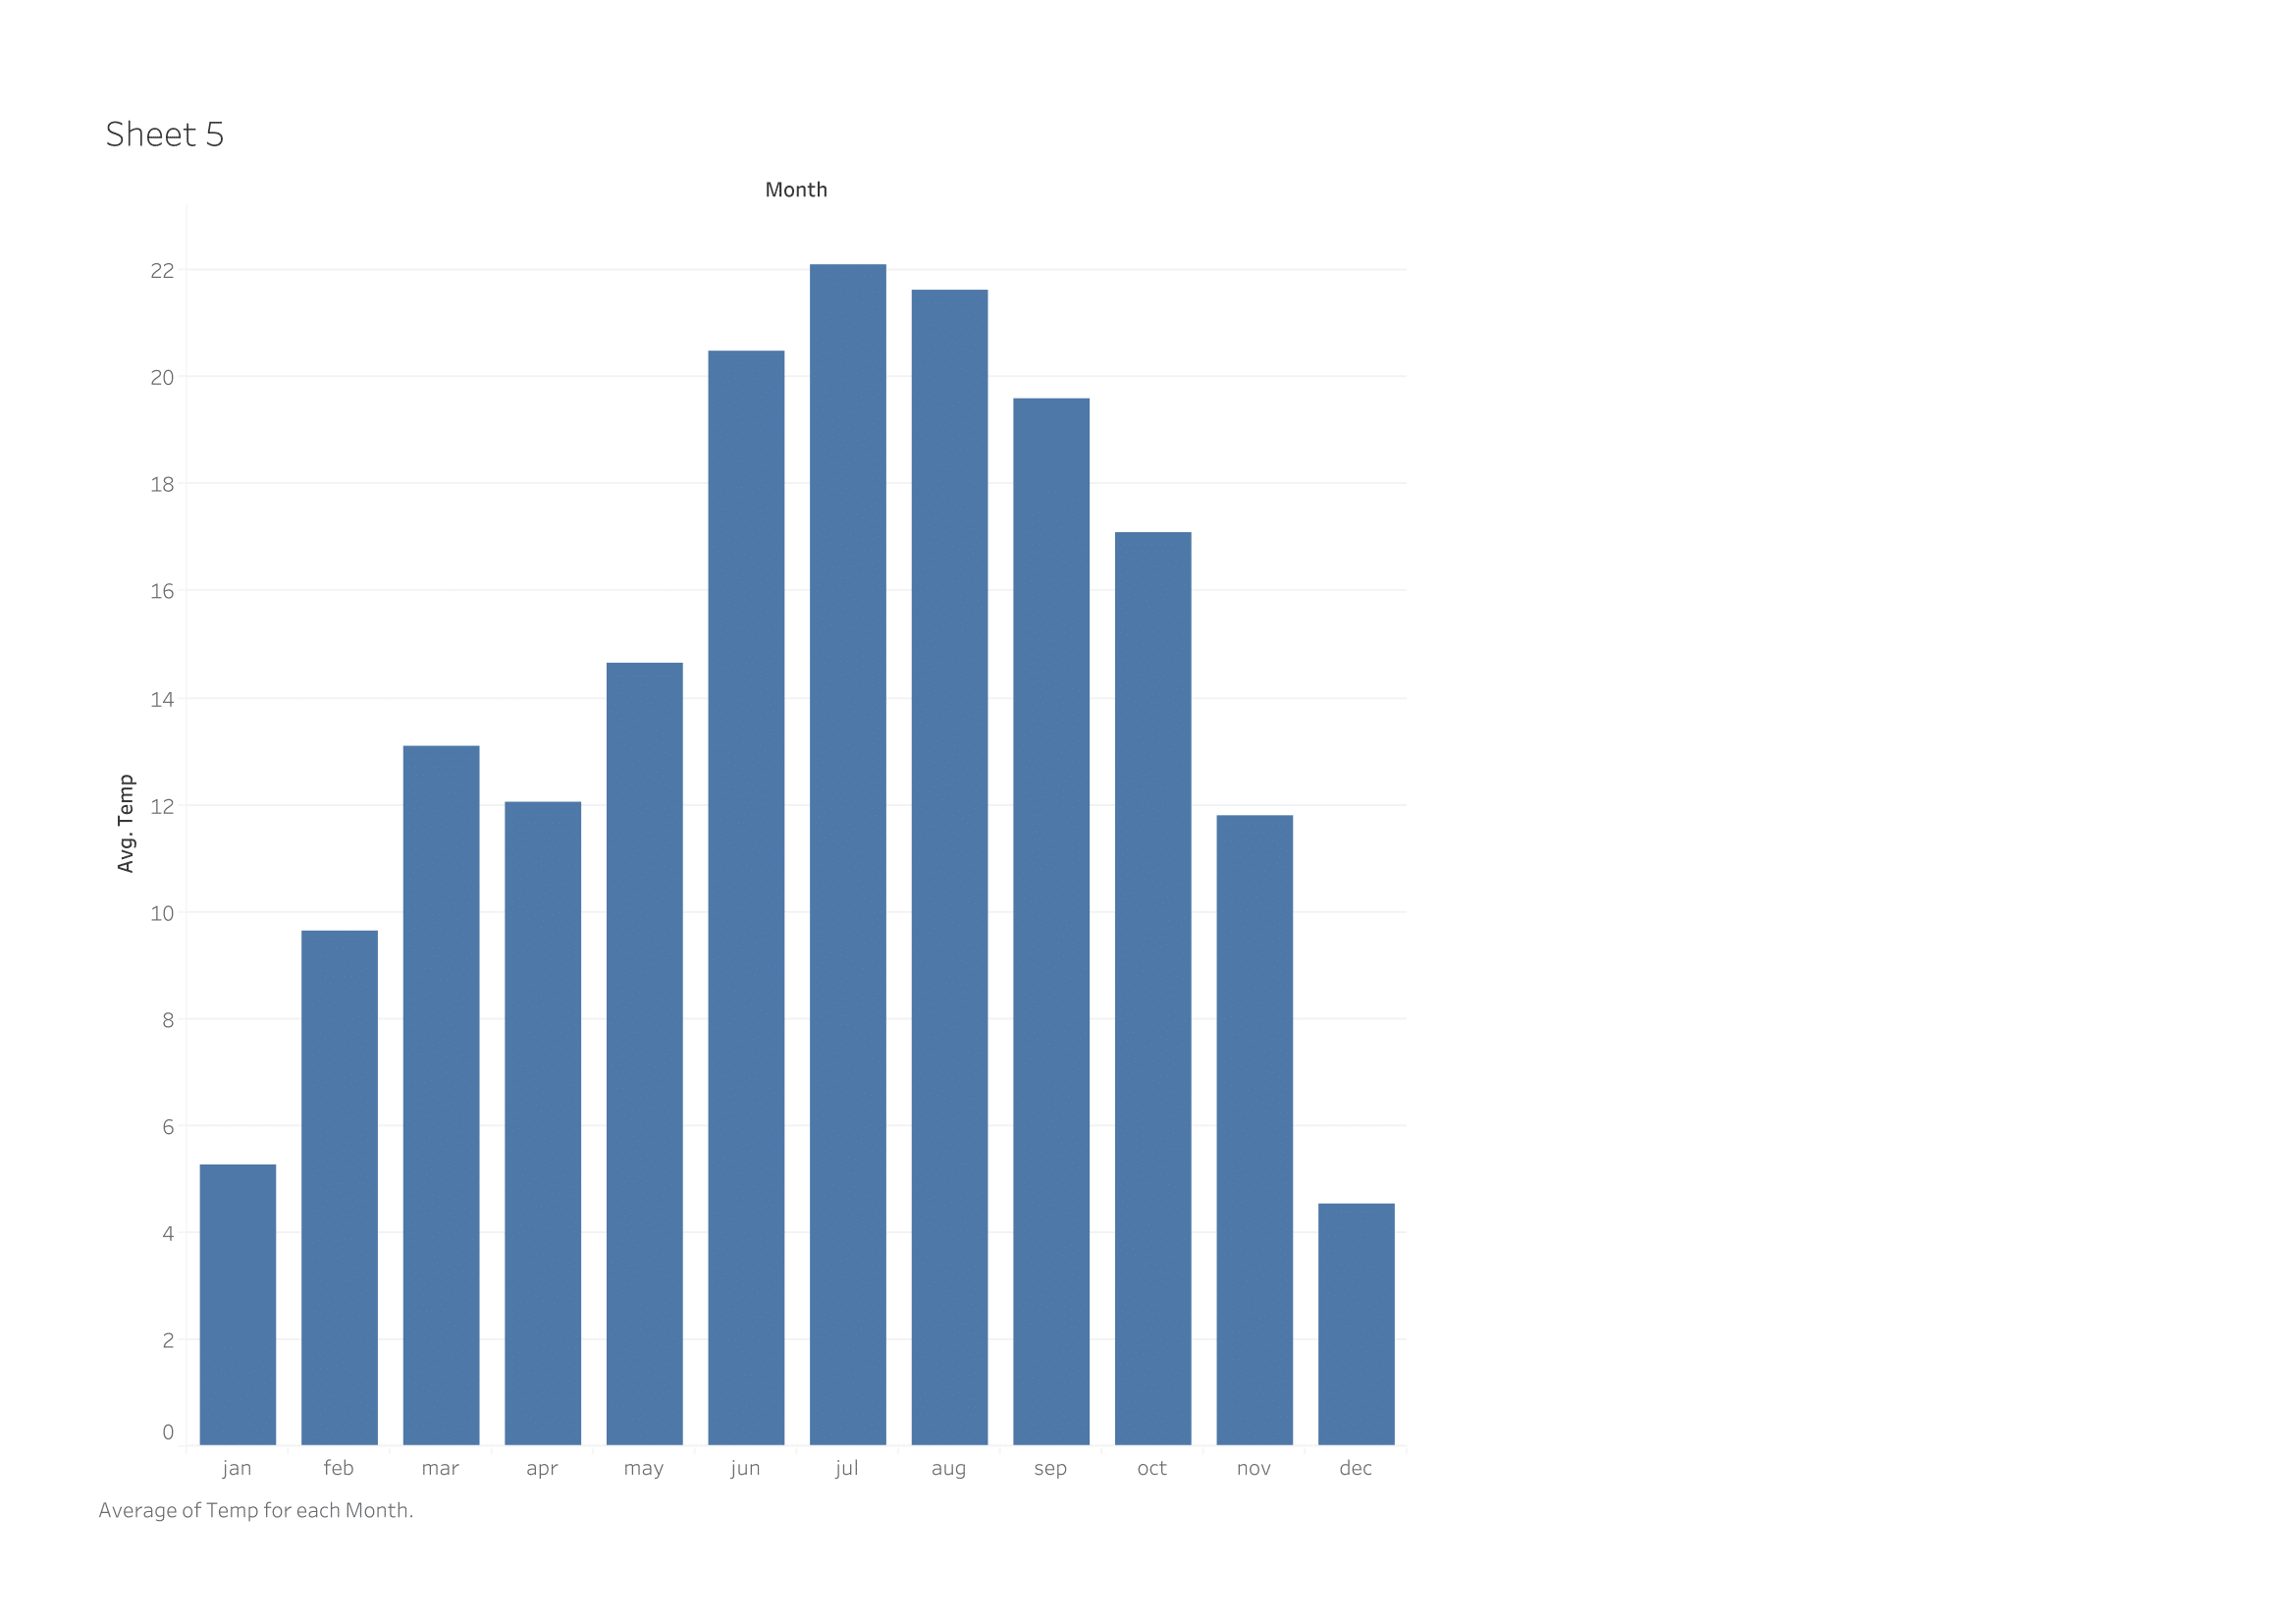 Sheet 5
Month
22
20
18
16
14
12
10
8
6
4
2
0
Avg. Temp
jan feb mar apr may jun jul aug sep oct nov dec
Average of Temp for each Month.